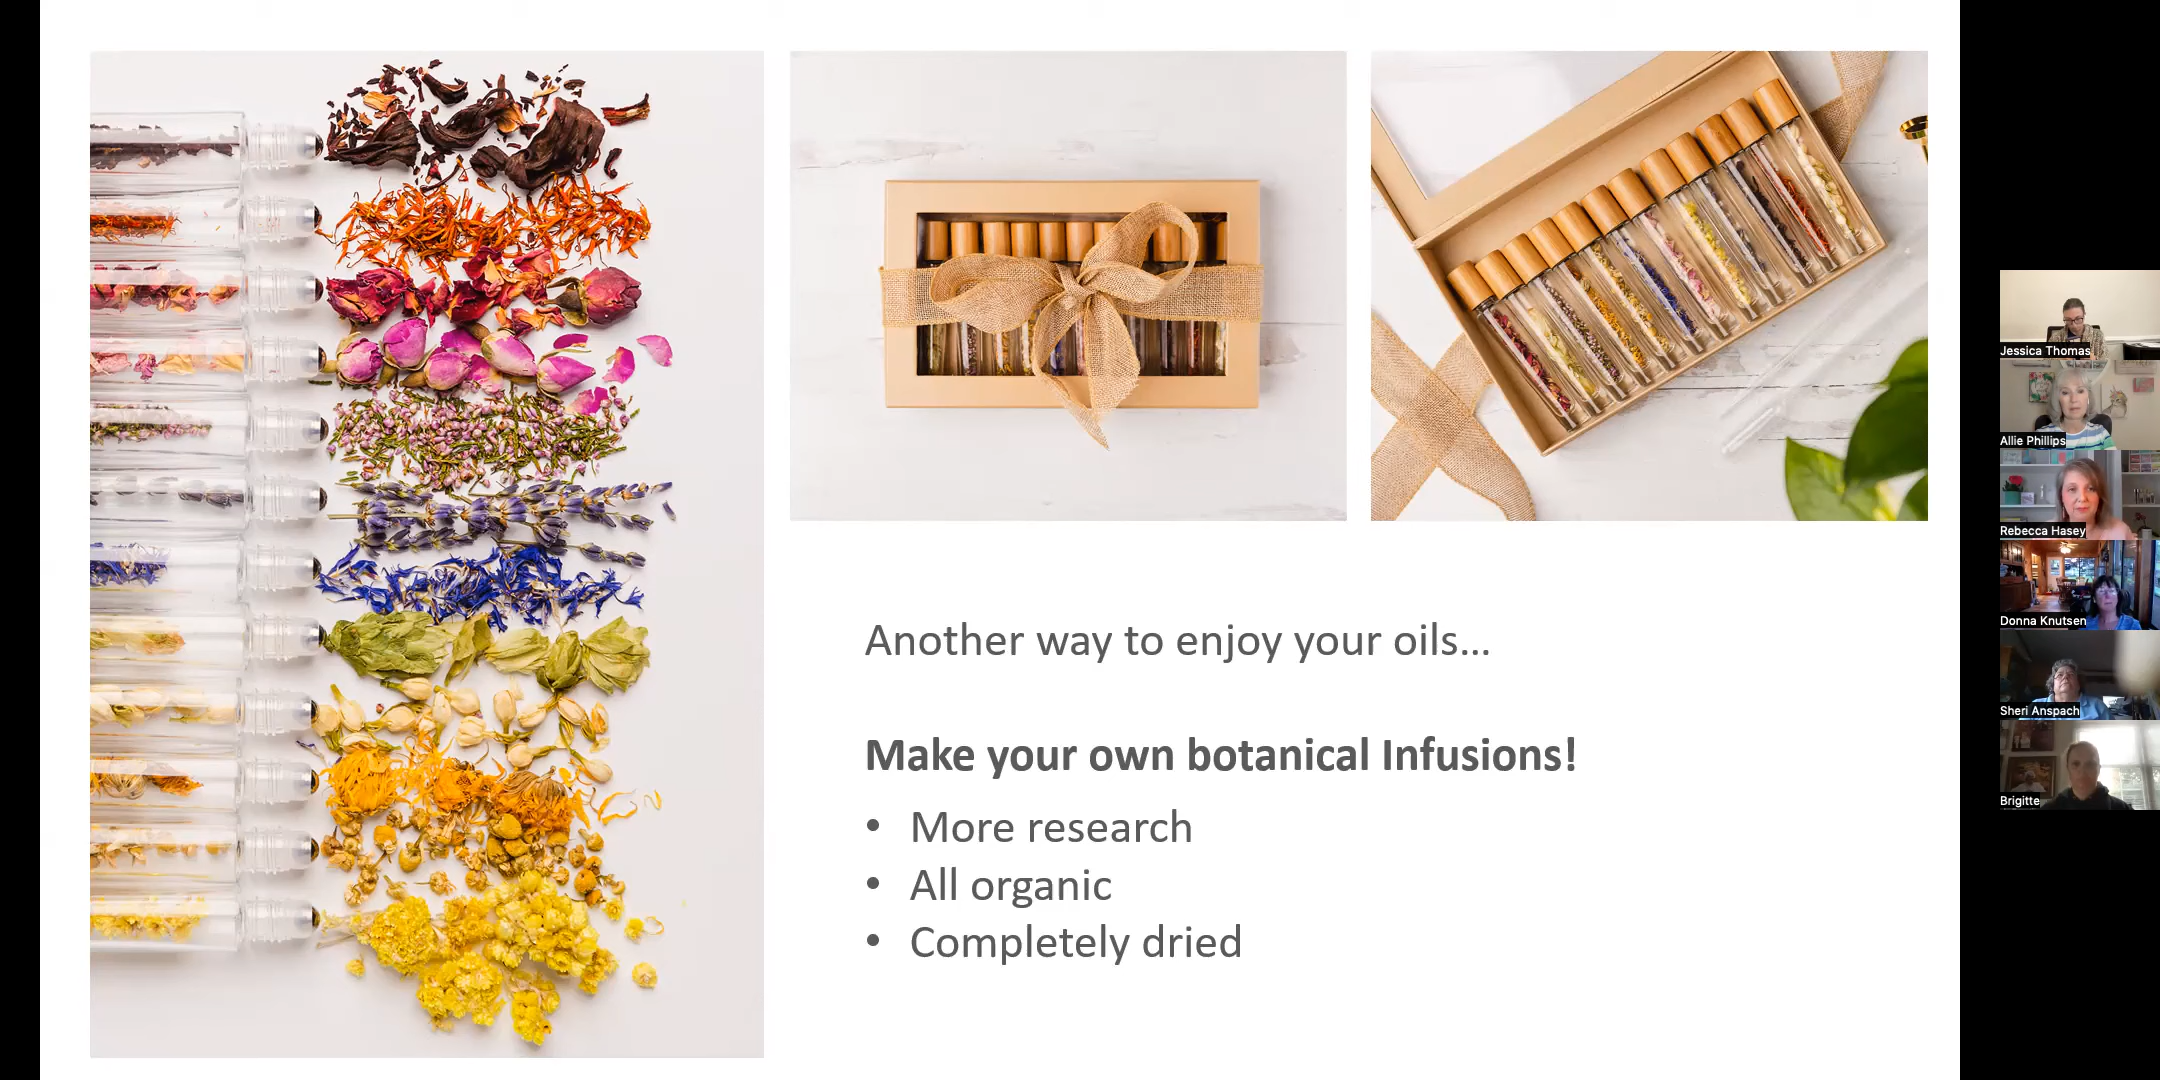 Another way to enjoy your oils...
Make your own botanical Infusions!
• More research
• All organic
• Completely dried
Jessica Thomas
Allie Phillips
Rebecca Hasey
Donna Knutsen
Sheri Anspach
Brigitte